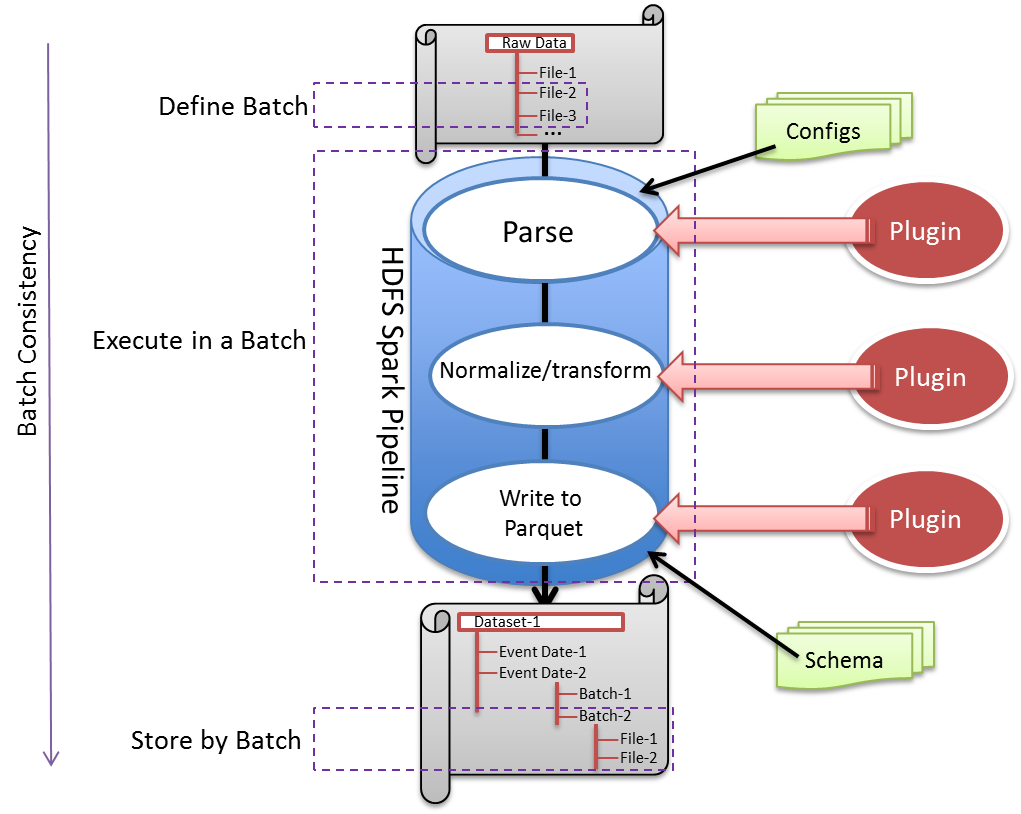 Raw Data
File-1
File-2
File-3
...
Define Batch
Configs
Parse
Plugin
Batch Consistency
Execute in a Batch
HDFS Spark Pipeline
Normalize/transform
Plugin
Write to
Parquet
Plugin
Dataset-1
Event Date-1
Event Date-2
Batch-1
Batch-2
File-1
File-2
Schema
Store by Batch